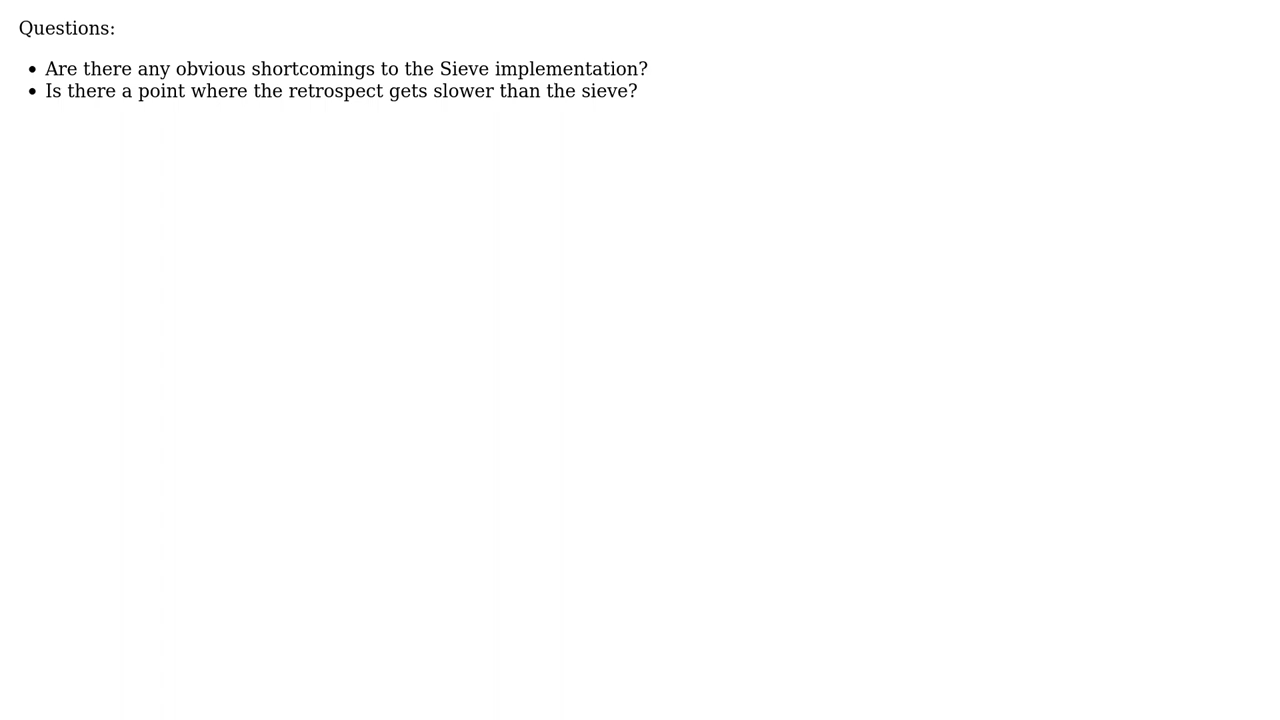 Questions:
• Are there any obvious shortcomings to the Sieve implementation?
• Is there a point where the retrospect gets slower than the sieve?